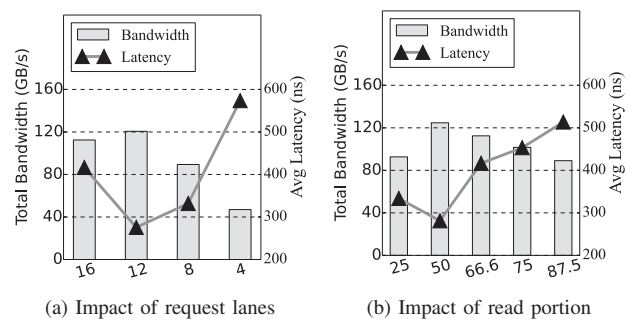 Bandwidth
Latency
Total Bandwidth (GB/s)
160
120
80
40
0
600
500
400
300
200
Avg Latency (ns)
16 12 8 4
(a) Impact of request lanes
Bandwidth
Latency
Total Bandwidth (GB/s)
160
120
80
40
0
600
500
400
300
200
Avg Latency (ns)
25 50 66.6 75 87.5
(b) Impact of read portion